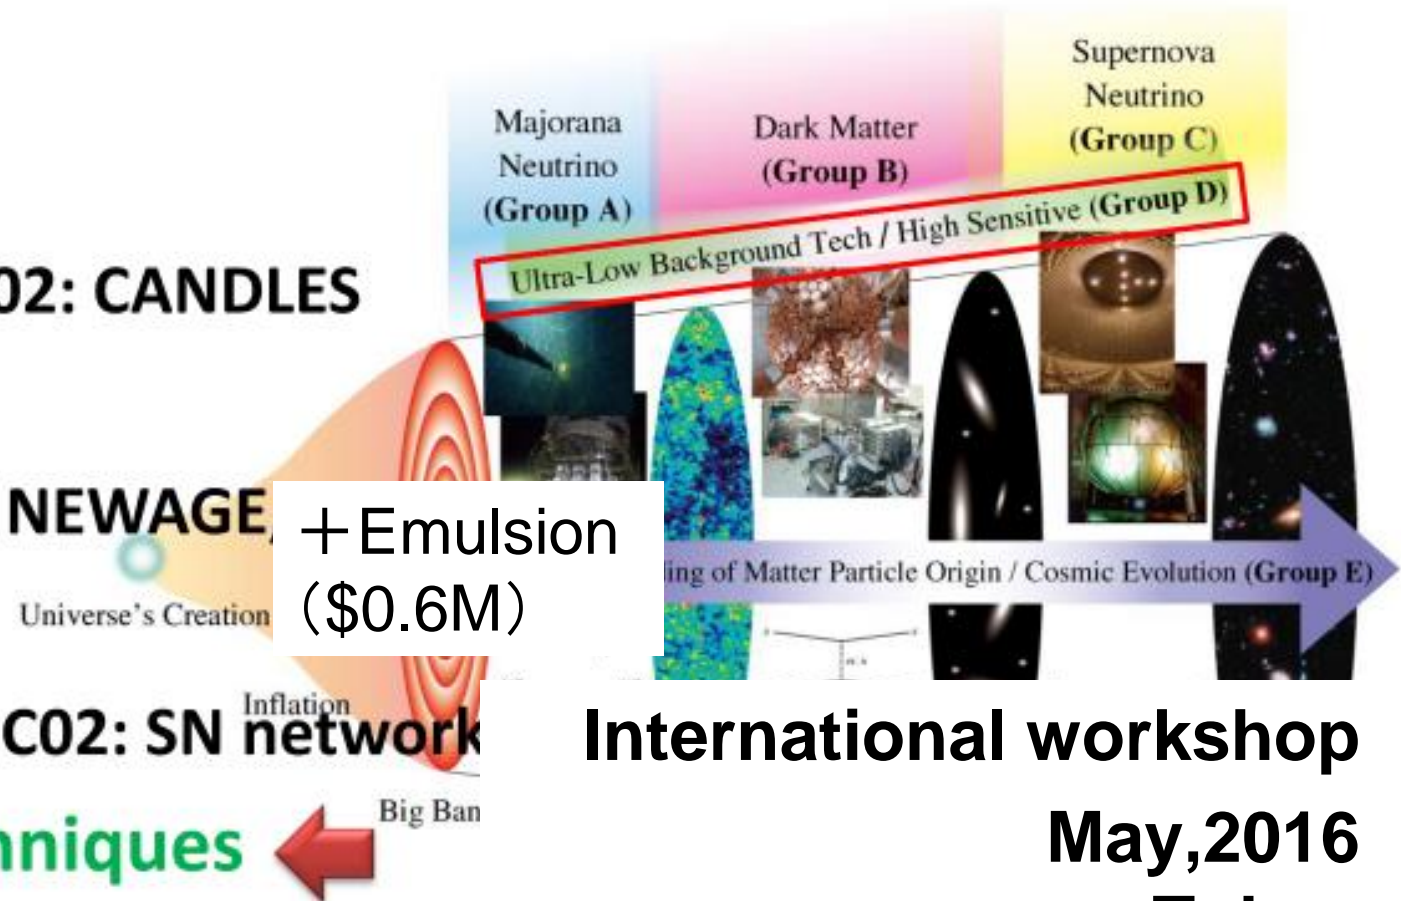 Supernova
Neutrino
(Group C)
Majorana
Neutrino
(Group A)
Dark Matter
(Group B)
Ultra-Low Background Tech / High Sensitive (Group D)
02: CANDLES
NEWAGE,
＋Emulsion
（$0.6M）
ing of Matter Particle Origin / Cosmic Evolution (Group E)
Universe's Creation
Inflation
C02: SN network
International workshop
Big Ban
May,2016
hniques